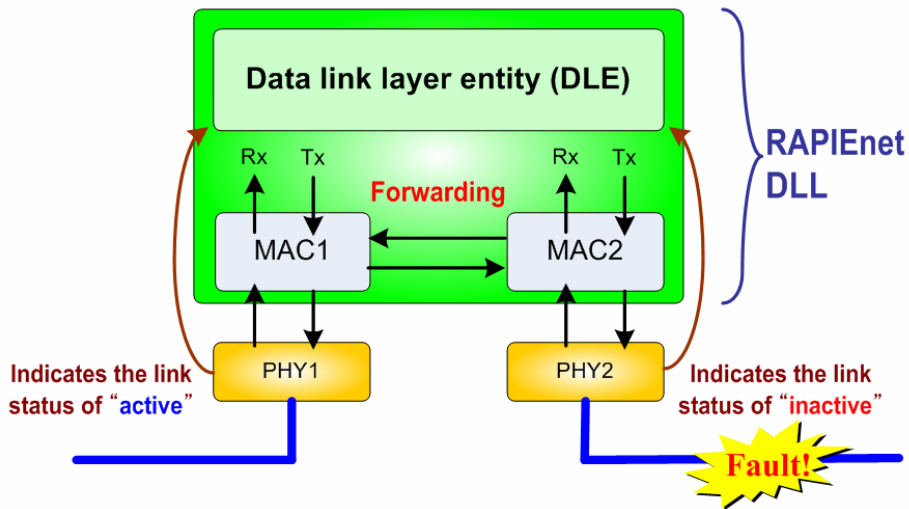 Data link layer entity (DLE)
RAPIEnet
DLL
Rx
Tx
Rx
Tx
Forwarding
MAC1
MAC2
PHY1
PHY2
Indicates the link
status of “active”
Indicates the link
status of “inactive”
Fault!